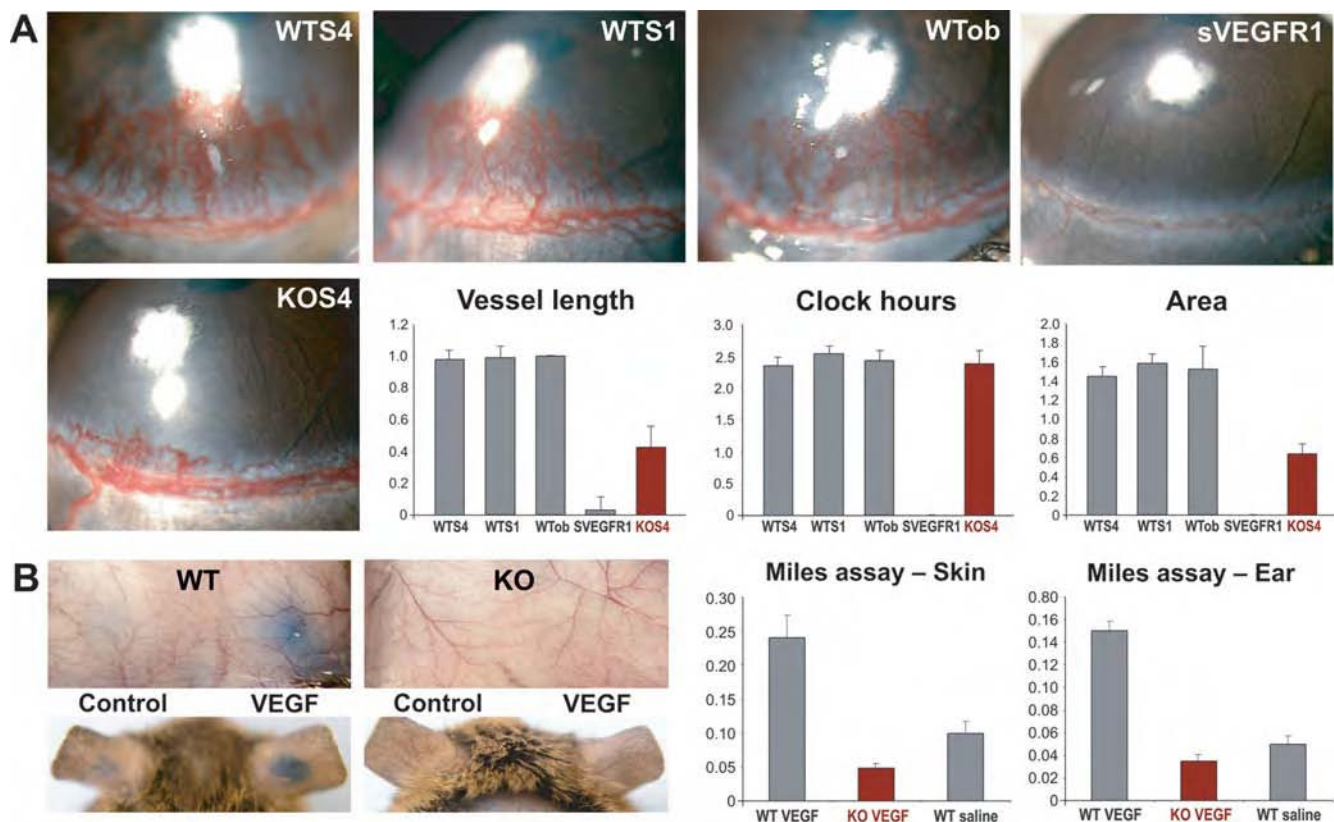 A
WTS4
WTS1
WTob
sVEGFR1
KOS4
Vessel length
1.2
1.0
0.8
0.6
0.4
0.2
0
WTS4 WTS1 WTob SVEGFR1 KOS4
Clock hours
3.0
2.5
2.0
1.5
1.0
0.5
0.0
WTS4 WTS1 WTob SVEGFR1 KOS4
Area
2.0
1.8
1.6
1.4
1.2
1.0
0.8
0.6
0.4
0.2
0
WTS4 WTS1 WTob SVEGFR1 KOS4
B
WT
KO
Control VEGF
Control VEGF
Miles assay – Skin
0.30
0.25
0.20
0.15
0.10
0.05
0
WT VEGF KO VEGF WT saline
Miles assay – Ear
0.80
0.16
0.14
0.12
0.10
0.08
0.06
0.04
0.02
0
WT VEGF KO VEGF WT saline